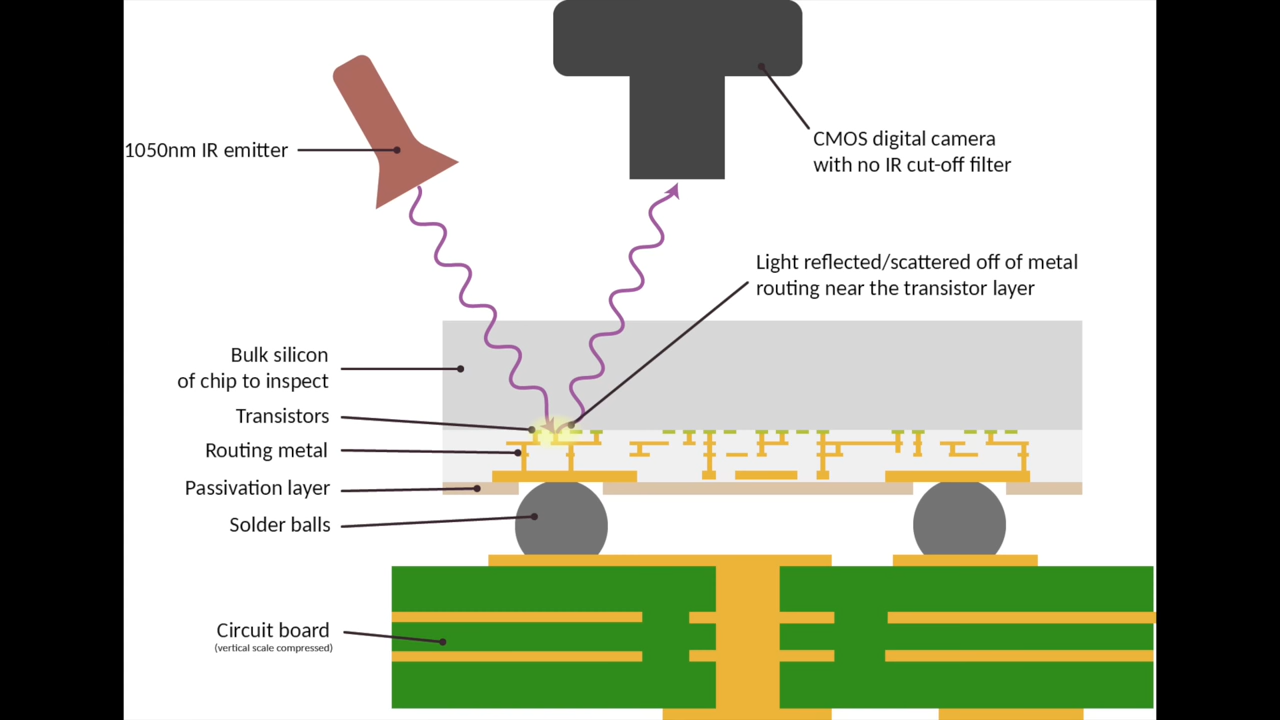 1050nm IR emitter
CMOS digital camera
with no IR cut-off filter
Light reflected/scattered off of metal
routing near the transistor layer
Bulk silicon
of chip to inspect
Transistors
Routing metal
Passivation layer
Solder balls
Circuit board
(vertical scale compressed)